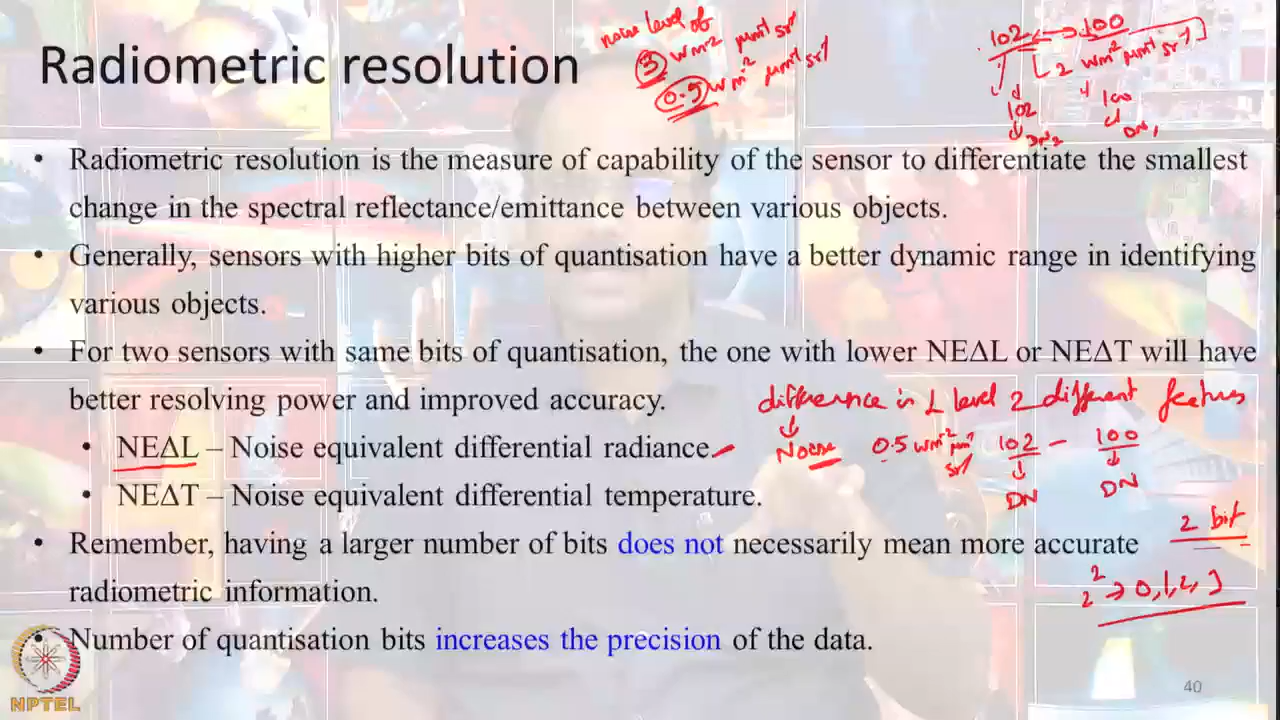 Radiometric resolution
noise level of
3 Wm-2 μm-1 sr-1
0.5 Wm-2 μm-1 sr-1
102 ↔ 100
L 2 Wm-2 μm-1 sr-1
102 100
DN2 DN1
• Radiometric resolution is the measure of capability of the sensor to differentiate the smallest
change in the spectral reflectance/emittance between various objects.
• Generally, sensors with higher bits of quantisation have a better dynamic range in identifying
various objects.
• For two sensors with same bits of quantisation, the one with lower NEΔL or NEΔT will have
better resolving power and improved accuracy.
difference in L level 2 different features
• NEΔL – Noise equivalent differential radiance
Noise 0.5 Wm-2 μm-1 sr-1 102 – 100
DN DN
• NEΔT – Noise equivalent differential temperature.
2 bit
• Remember, having a larger number of bits does not necessarily mean more accurate
radiometric information.
2^2 → 0, 1, 2, 3
• Number of quantisation bits increases the precision of the data.
NPTEL
40